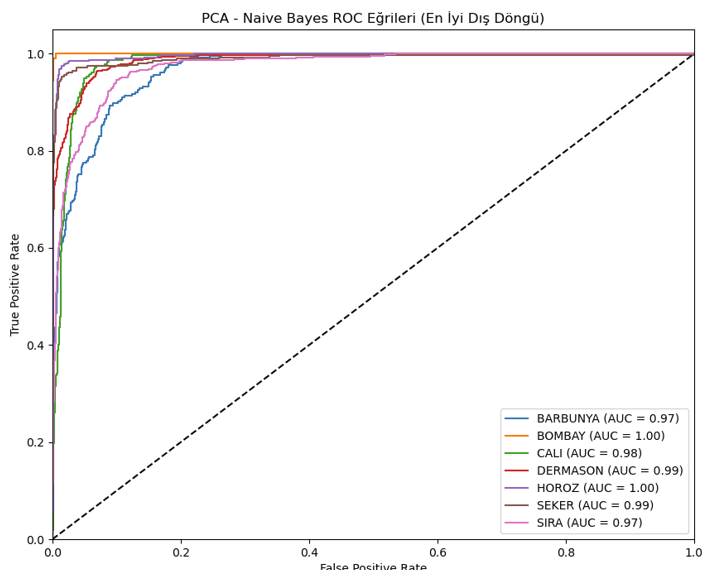 PCA - Naive Bayes ROC Eğrileri (En İyi Dış Döngü)
True Positive Rate
1.0
0.8
0.6
0.4
0.2
0.0
BARBUNYA (AUC = 0.97)
BOMBAY (AUC = 1.00)
CALI (AUC = 0.98)
DERMASON (AUC = 0.99)
HOROZ (AUC = 1.00)
SEKER (AUC = 0.99)
SIRA (AUC = 0.97)
0.0 0.2 0.4 0.6 0.8 1.0
False Positive Rate